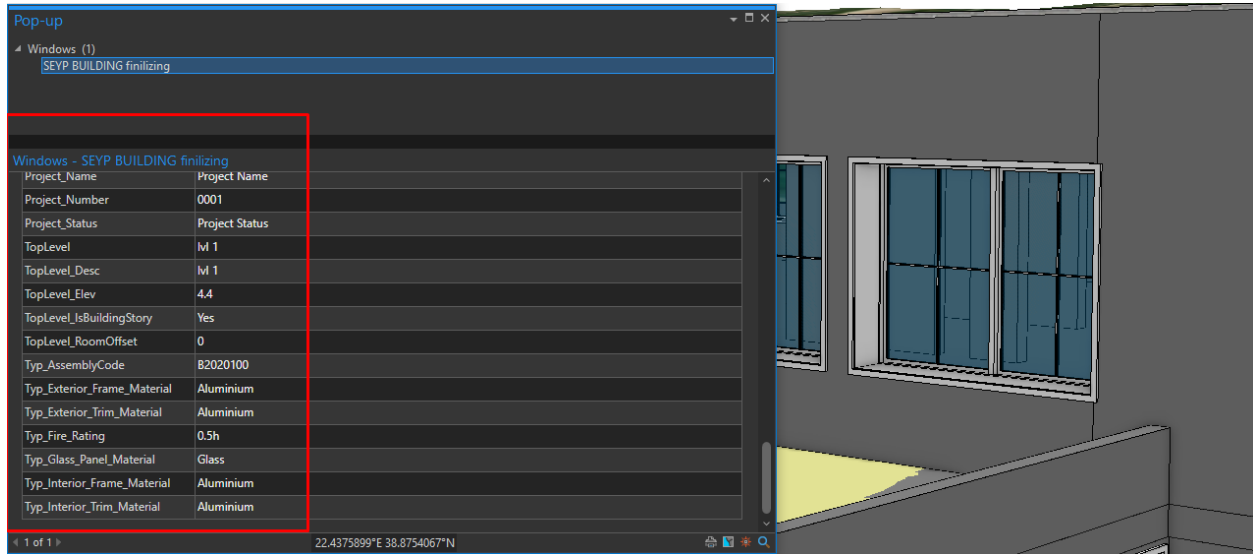 Pop-up
Windows (1)
SEYP BUILDING finilizing
Windows - SEYP BUILDING finilizing
Project_Name Project Name
Project_Number 0001
Project_Status Project Status
TopLevel lvl 1
TopLevel_Desc lvl 1
TopLevel_Elev 4.4
TopLevel_IsBuildingStory Yes
TopLevel_RoomOffset 0
Typ_AssemblyCode B2020100
Typ_Exterior_Frame_Material Aluminium
Typ_Exterior_Trim_Material Aluminium
Typ_Fire_Rating 0.5h
Typ_Glass_Panel_Material Glass
Typ_Interior_Frame_Material Aluminium
Typ_Interior_Trim_Material Aluminium
1 of 1 22.4375899°E 38.8754067°N